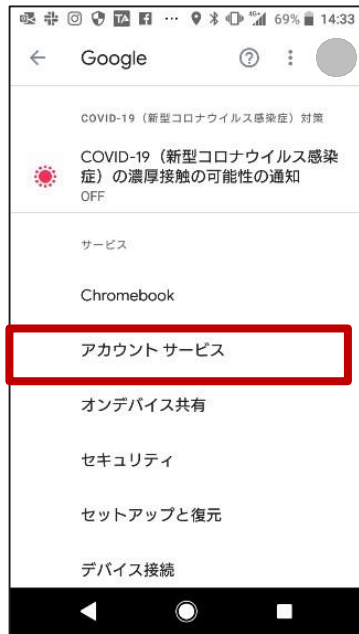 69% 14:33
Google
COVID-19（新型コロナウイルス感染症）対策
COVID-19（新型コロナウイルス感染
症）の濃厚接触の可能性の通知
OFF
サービス
Chromebook
アカウント サービス
オンデバイス共有
セキュリティ
セットアップと復元
デバイス接続